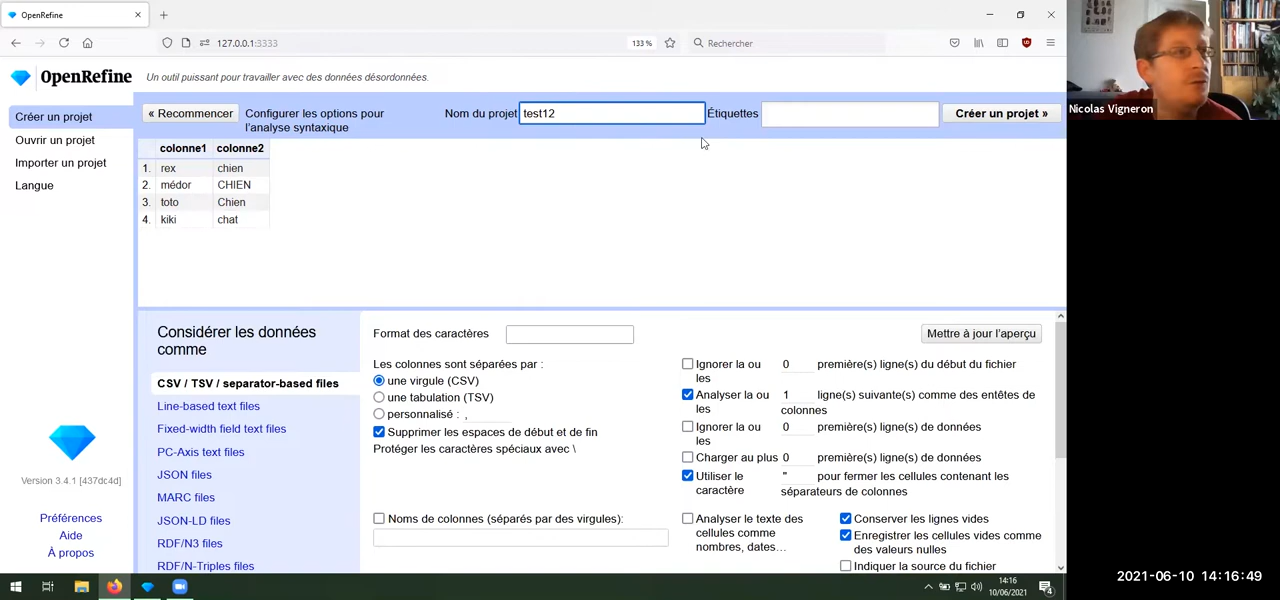 OpenRefine
127.0.0.1:3333
133 %
Rechercher
OpenRefine
Un outil puissant pour travailler avec des données désordonnées.
Créer un projet
Ouvrir un projet
Importer un projet
Langue
« Recommencer
Configurer les options pour
l'analyse syntaxique
Nom du projet
test12
Étiquettes
Créer un projet »
colonne1 colonne2
1. rex chien
2. médor CHIEN
3. toto Chien
4. kiki chat
Considérer les données
comme
CSV / TSV / separator-based files
Line-based text files
Fixed-width field text files
PC-Axis text files
JSON files
MARC files
JSON-LD files
RDF/N3 files
RDF/N-Triples files
Format des caractères
Mettre à jour l'aperçu
Les colonnes sont séparées par :
une virgule (CSV)
une tabulation (TSV)
personnalisé : ,
Supprimer les espaces de début et de fin
Protéger les caractères spéciaux avec \
Noms de colonnes (séparés par des virgules):
Ignorer la ou
les
0 première(s) ligne(s) du début du fichier
Analyser la ou
les
1 ligne(s) suivante(s) comme des entêtes de
colonnes
Ignorer la ou
les
0 première(s) ligne(s) de données
Charger au plus 0 première(s) ligne(s) de données
Utiliser le
caractère
" pour fermer les cellules contenant les
séparateurs de colonnes
Analyser le texte des
cellules comme
nombres, dates…
Conserver les lignes vides
Enregistrer les cellules vides comme
des valeurs nulles
Indiquer la source du fichier
Version 3.4.1 [437dc4d]
Préférences
Aide
À propos
14:16
10/06/2021
4
Nicolas Vigneron
2021-06-10 14:16:49